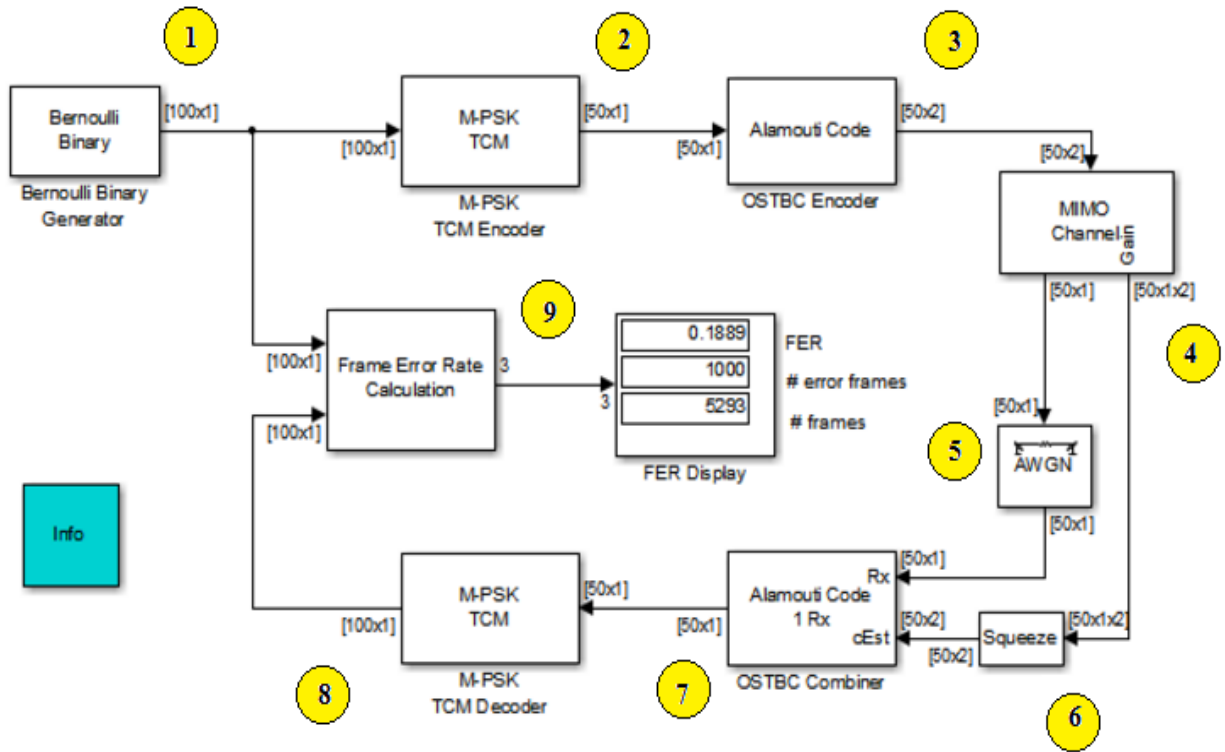 1
2
3
[100x1]
[50x1]
[50x2]
Bernoulli
Binary
Bernoulli Binary
Generator
[100x1]
M-PSK
TCM
M-PSK
TCM Encoder
[50x1]
Alamouti Code
OSTBC Encoder
[50x2]
MIMO
Channel
Gain
[50x1]
[50x1x2]
4
9
[100x1]
[100x1]
Frame Error Rate
Calculation
3
3
0.1889
1000
5293
FER
# error frames
# frames
FER Display
[50x1]
5
AWGN
[50x1]
Info
[100x1]
M-PSK
TCM
M-PSK
TCM Decoder
[50x1]
[50x1]
Alamouti Code
1 Rx
Rx
cEst
OSTBC Combiner
[50x1]
[50x2]
[50x2]
Squeeze
[50x1x2]
8
7
6